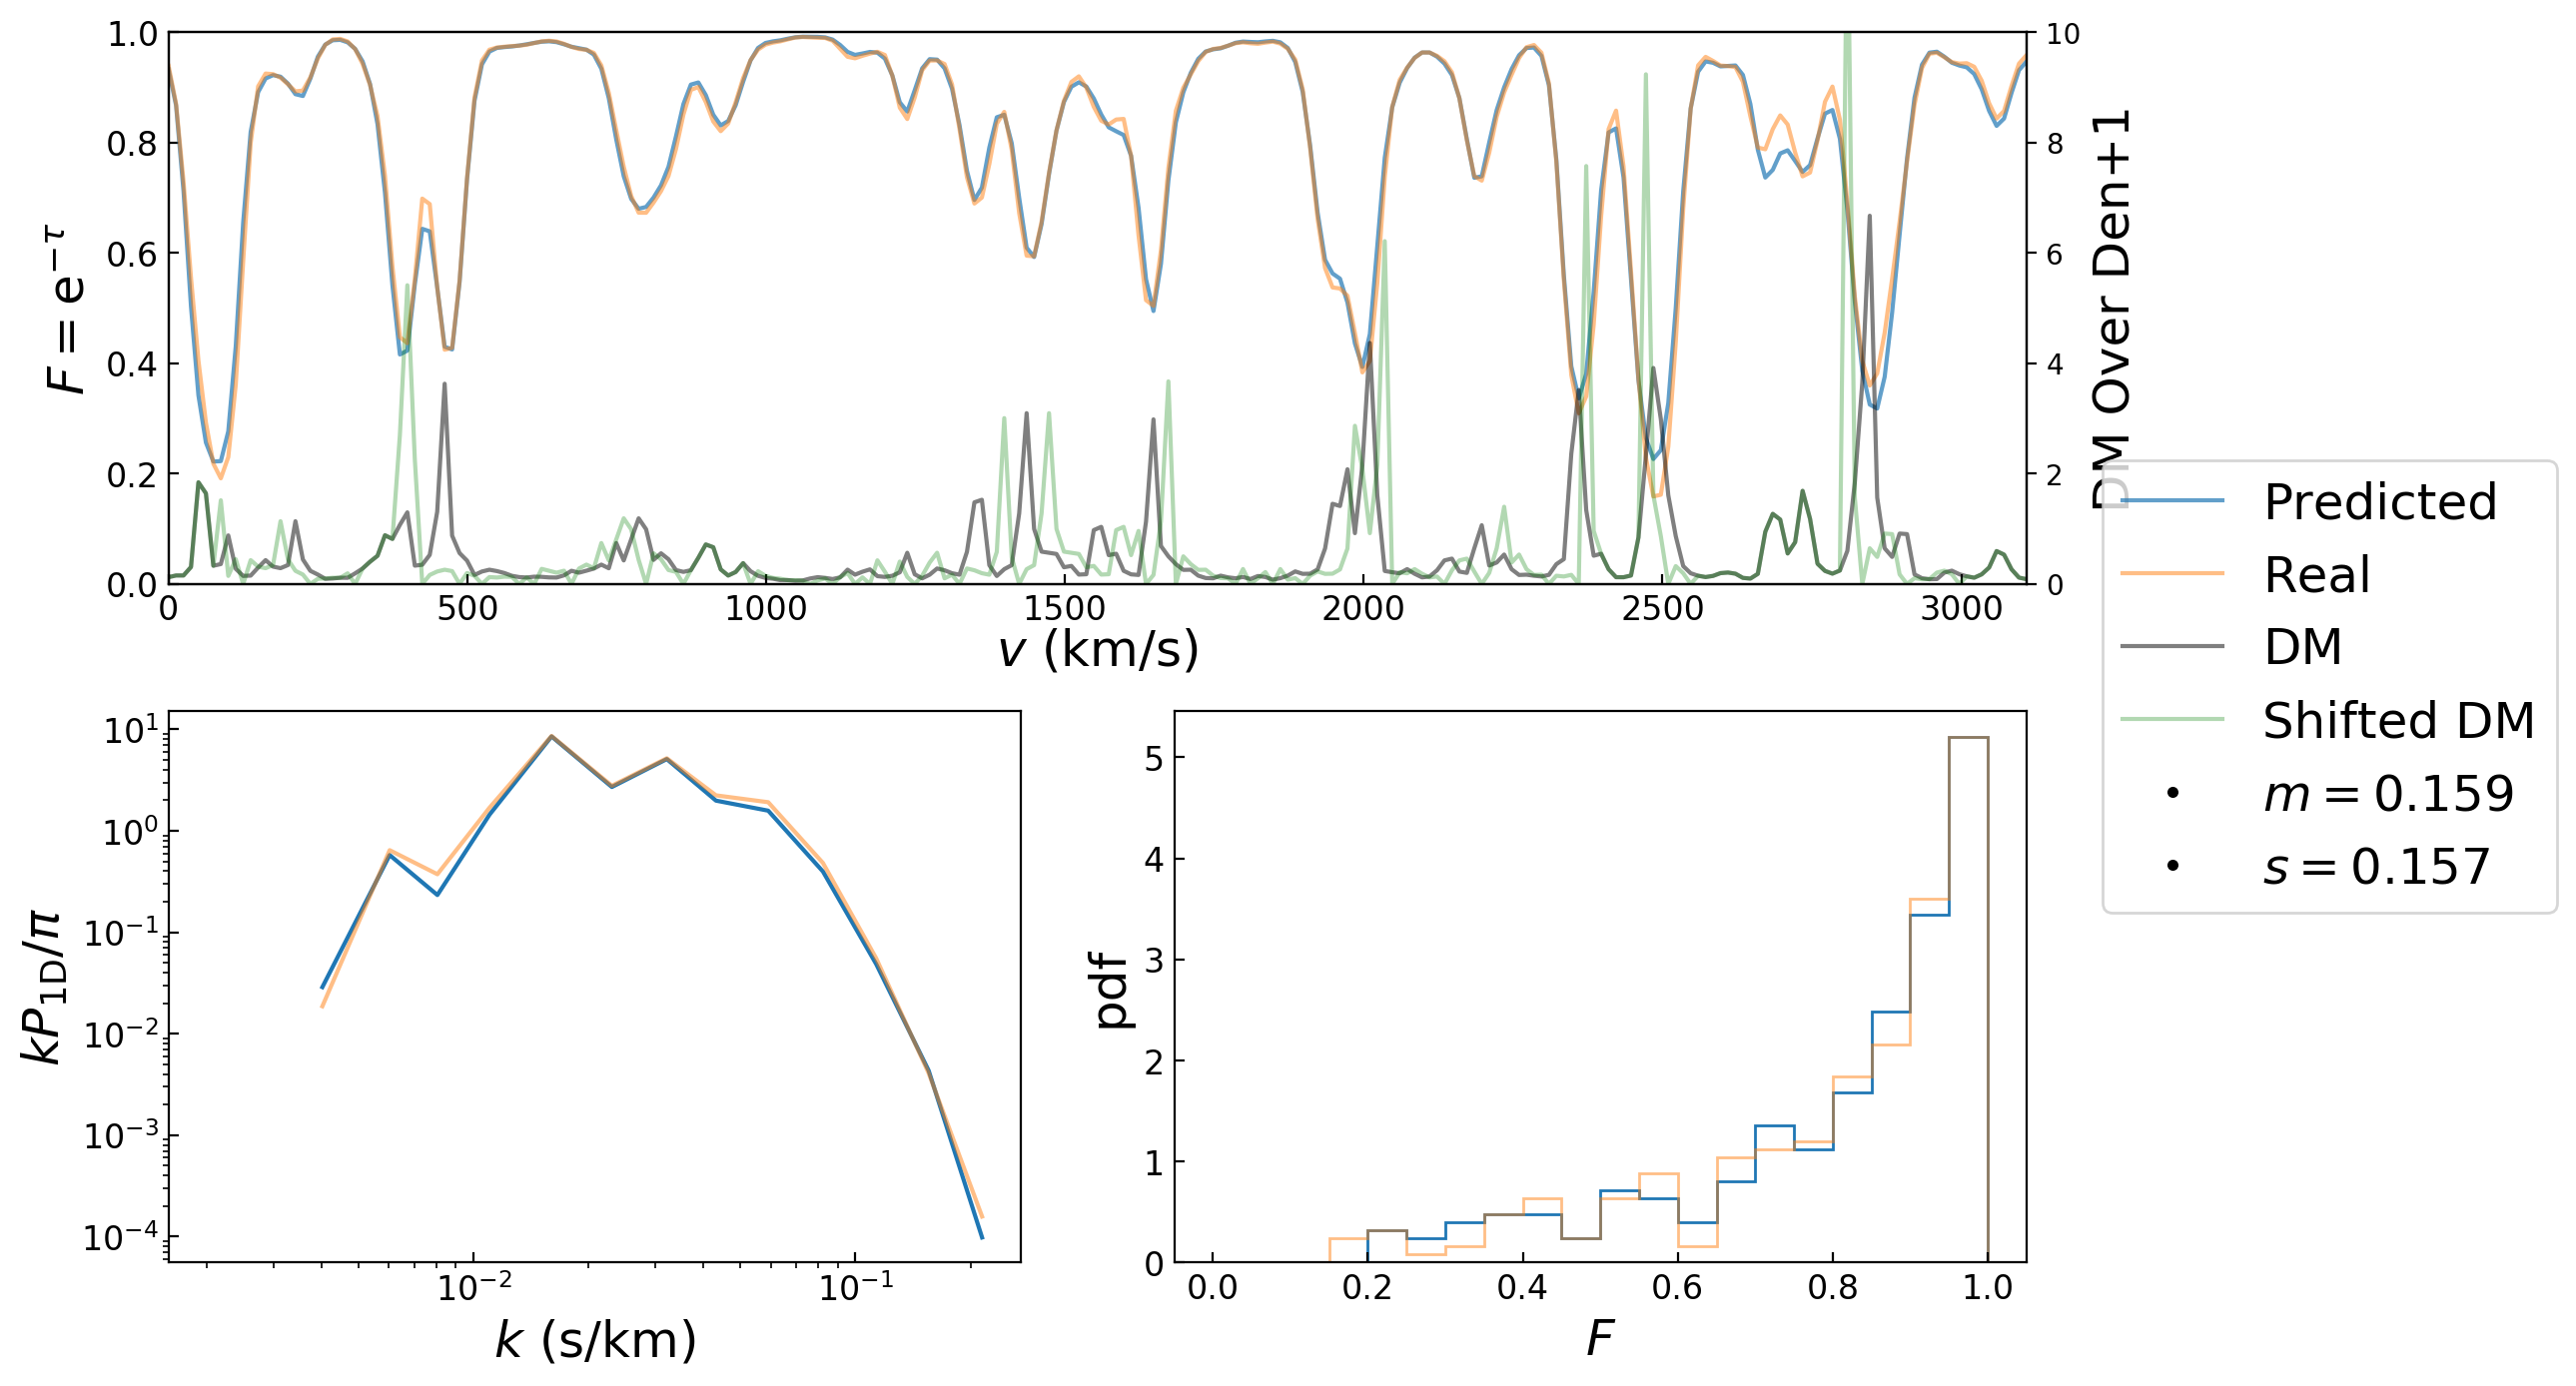 1.0
0.8
0.6
0.4
0.2
0.0
F = e^{−τ}
10
8
6
4
2
0
DM Over Den+1
0 500 1000 1500 2000 2500 3000
v (km/s)
Predicted
Real
DM
Shifted DM
m = 0.159
s = 0.157
10^1
10^0
10^{−1}
10^{−2}
10^{−3}
10^{−4}
kP_{1D}/π
10^{−2} 10^{−1}
k (s/km)
5
4
3
2
1
0
pdf
0.0 0.2 0.4 0.6 0.8 1.0
F